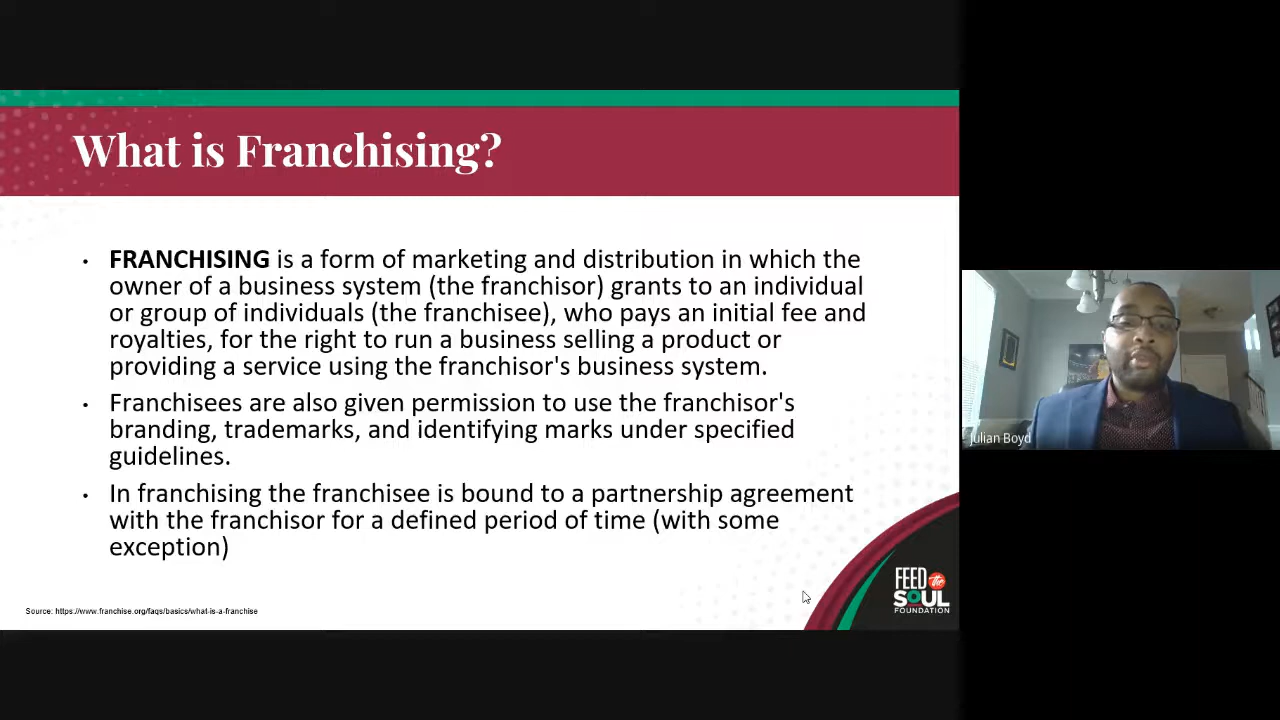 What is Franchising?
• FRANCHISING is a form of marketing and distribution in which the
owner of a business system (the franchisor) grants to an individual
or group of individuals (the franchisee), who pays an initial fee and
royalties, for the right to run a business selling a product or
providing a service using the franchisor's business system.
• Franchisees are also given permission to use the franchisor's
branding, trademarks, and identifying marks under specified
guidelines.
• In franchising the franchisee is bound to a partnership agreement
with the franchisor for a defined period of time (with some
exception)
Source: https://www.franchise.org/faqs/basics/what-is-a-franchise
FEED the
SOUL
FOUNDATION
Julian Boyd